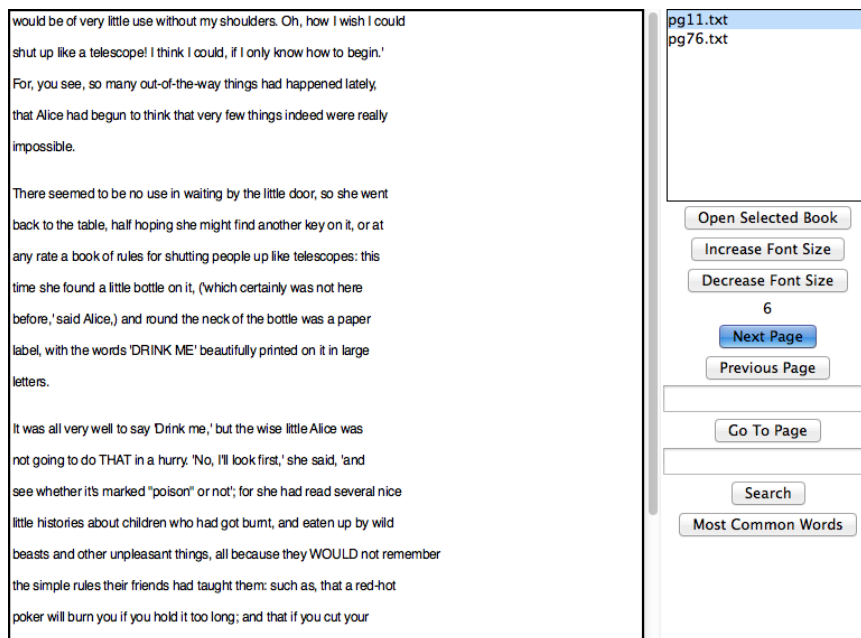 would be of very little use without my shoulders. Oh, how I wish I could
shut up like a telescope! I think I could, if I only know how to begin.'
For, you see, so many out-of-the-way things had happened lately,
that Alice had begun to think that very few things indeed were really
impossible.
There seemed to be no use in waiting by the little door, so she went
back to the table, half hoping she might find another key on it, or at
any rate a book of rules for shutting people up like telescopes: this
time she found a little bottle on it, ('which certainly was not here
before,' said Alice,) and round the neck of the bottle was a paper
label, with the words 'DRINK ME' beautifully printed on it in large
letters.
It was all very well to say 'Drink me,' but the wise little Alice was
not going to do THAT in a hurry. 'No, I'll look first,' she said, 'and
see whether it's marked "poison" or not'; for she had read several nice
little histories about children who had got burnt, and eaten up by wild
beasts and other unpleasant things, all because they WOULD not remember
the simple rules their friends had taught them: such as, that a red-hot
poker will burn you if you hold it too long; and that if you cut your
pg11.txt
pg76.txt
Open Selected Book
Increase Font Size
Decrease Font Size
6
Next Page
Previous Page
Go To Page
Search
Most Common Words